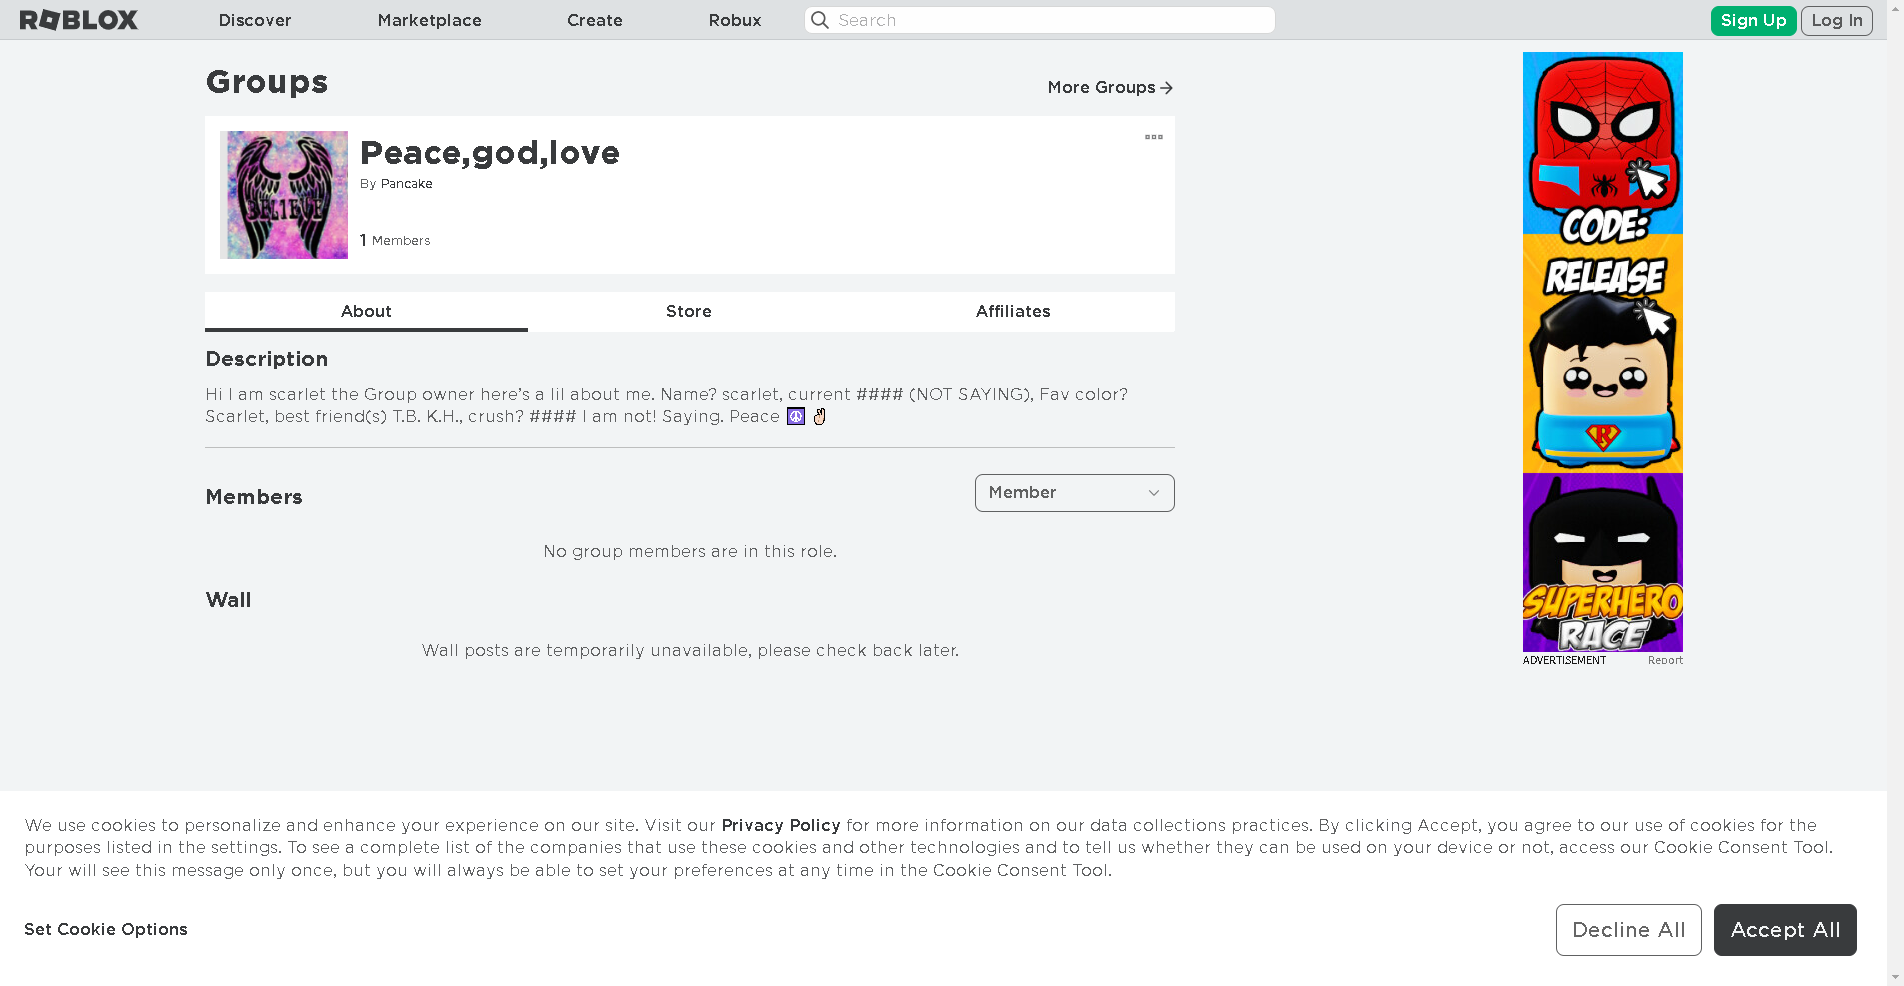 ROBLOX Discover Marketplace Create Robux Search Sign Up Log In
Groups
More Groups
BELIEVE
Peace,god,love
By Pancake
1 Members
About Store Affiliates
Description
Hi I am scarlet the Group owner here’s a lil about me. Name? scarlet, current #### (NOT SAYING), Fav color?
Scarlet, best friend(s) T.B. K.H., crush? #### I am not! Saying. Peace ☮️ ✌🏻
Members
Member
No group members are in this role.
Wall
Wall posts are temporarily unavailable, please check back later.
CODE:
RELEASE
R
SUPERHERO
RACE
ADVERTISEMENT Report
We use cookies to personalize and enhance your experience on our site. Visit our Privacy Policy for more information on our data collections practices. By clicking Accept, you agree to our use of cookies for the
purposes listed in the settings. To see a complete list of the companies that use these cookies and other technologies and to tell us whether they can be used on your device or not, access our Cookie Consent Tool.
Your will see this message only once, but you will always be able to set your preferences at any time in the Cookie Consent Tool.
Set Cookie Options
Decline All
Accept All